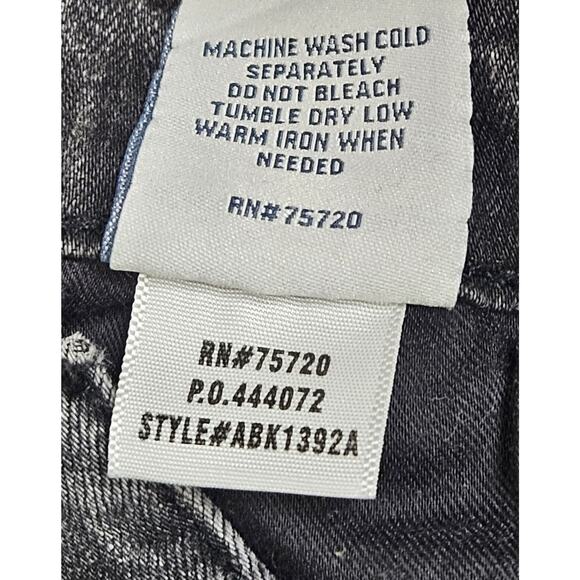 MACHINE WASH COLD
SEPARATELY
DO NOT BLEACH
TUMBLE DRY LOW
WARM IRON WHEN
NEEDED
RN#75720
RN#75720
P.O.444072
STYLE#ABK1392A